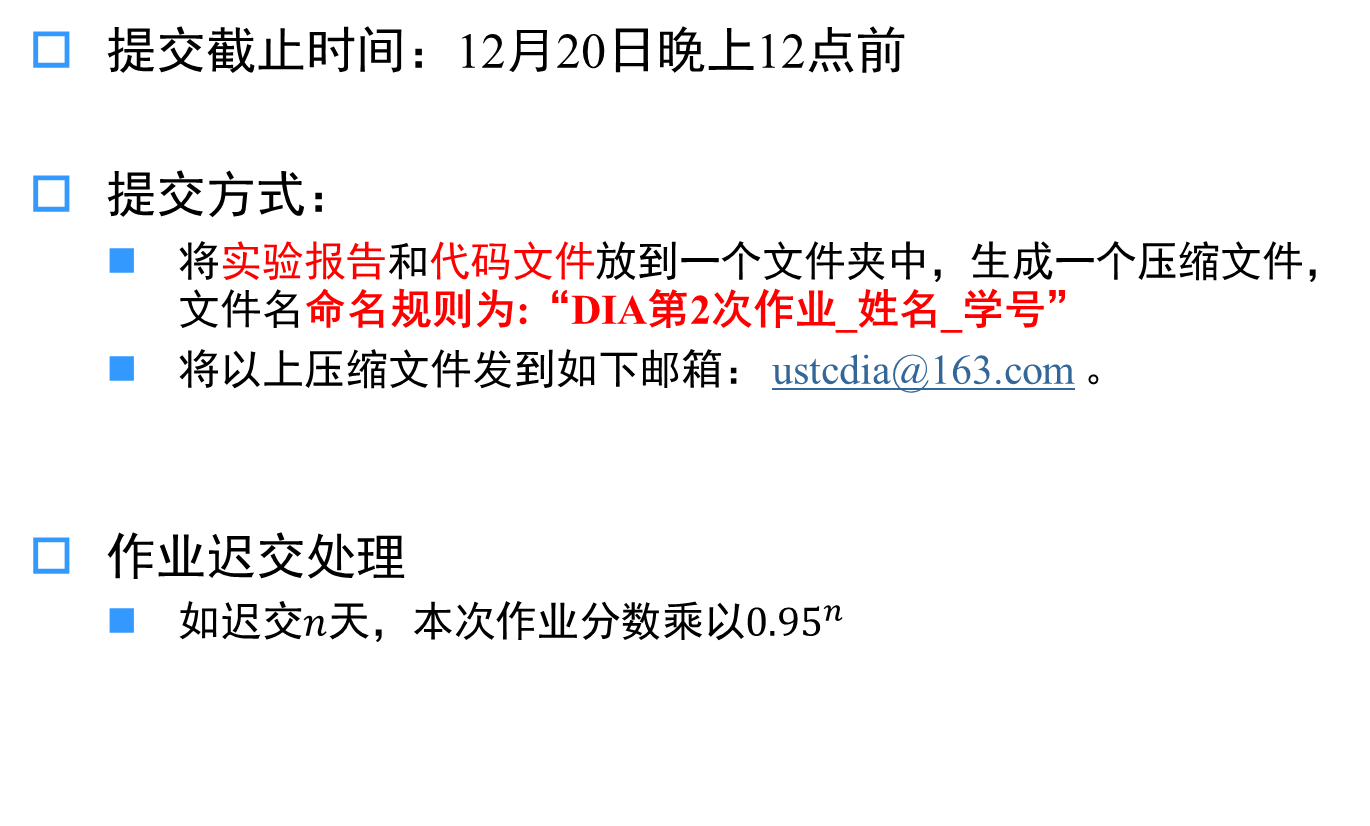 提交截止时间：12月20日晚上12点前
提交方式：
将实验报告和代码文件放到一个文件夹中，生成一个压缩文件，
文件名命名规则为:“DIA第2次作业_姓名_学号”
将以上压缩文件发到如下邮箱： ustcdia@163.com 。
作业迟交处理
如迟交n天，本次作业分数乘以0.95ⁿ